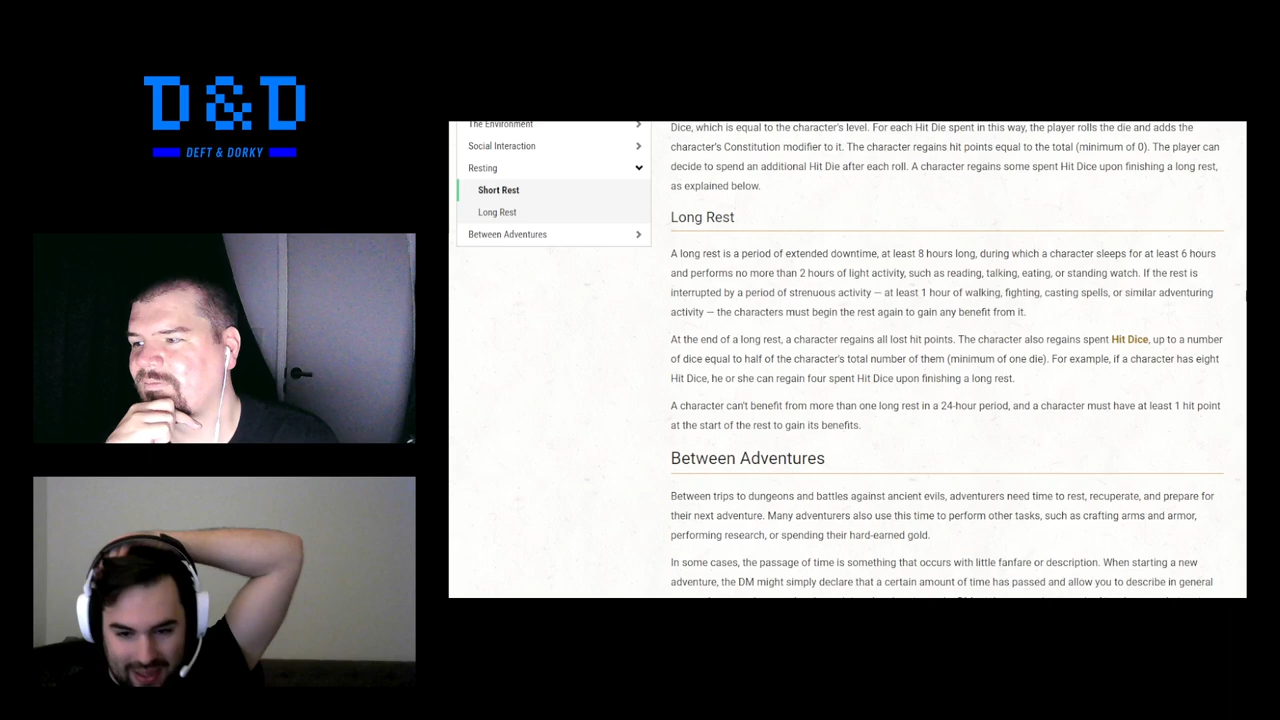 D&D
DEFT & DORKY
The Environment
Social Interaction
Resting
Short Rest
Long Rest
Between Adventures
Dice, which is equal to the character's level. For each Hit Die spent in this way, the player rolls the die and adds the
character's Constitution modifier to it. The character regains hit points equal to the total (minimum of 0). The player can
decide to spend an additional Hit Die after each roll. A character regains some spent Hit Dice upon finishing a long rest,
as explained below.
Long Rest
A long rest is a period of extended downtime, at least 8 hours long, during which a character sleeps for at least 6 hours
and performs no more than 2 hours of light activity, such as reading, talking, eating, or standing watch. If the rest is
interrupted by a period of strenuous activity — at least 1 hour of walking, fighting, casting spells, or similar adventuring
activity — the characters must begin the rest again to gain any benefit from it.
At the end of a long rest, a character regains all lost hit points. The character also regains spent Hit Dice, up to a number
of dice equal to half of the character's total number of them (minimum of one die). For example, if a character has eight
Hit Dice, he or she can regain four spent Hit Dice upon finishing a long rest.
A character can't benefit from more than one long rest in a 24-hour period, and a character must have at least 1 hit point
at the start of the rest to gain its benefits.
Between Adventures
Between trips to dungeons and battles against ancient evils, adventurers need time to rest, recuperate, and prepare for
their next adventure. Many adventurers also use this time to perform other tasks, such as crafting arms and armor,
performing research, or spending their hard-earned gold.
In some cases, the passage of time is something that occurs with little fanfare or description. When starting a new
adventure, the DM might simply declare that a certain amount of time has passed and allow you to describe in general